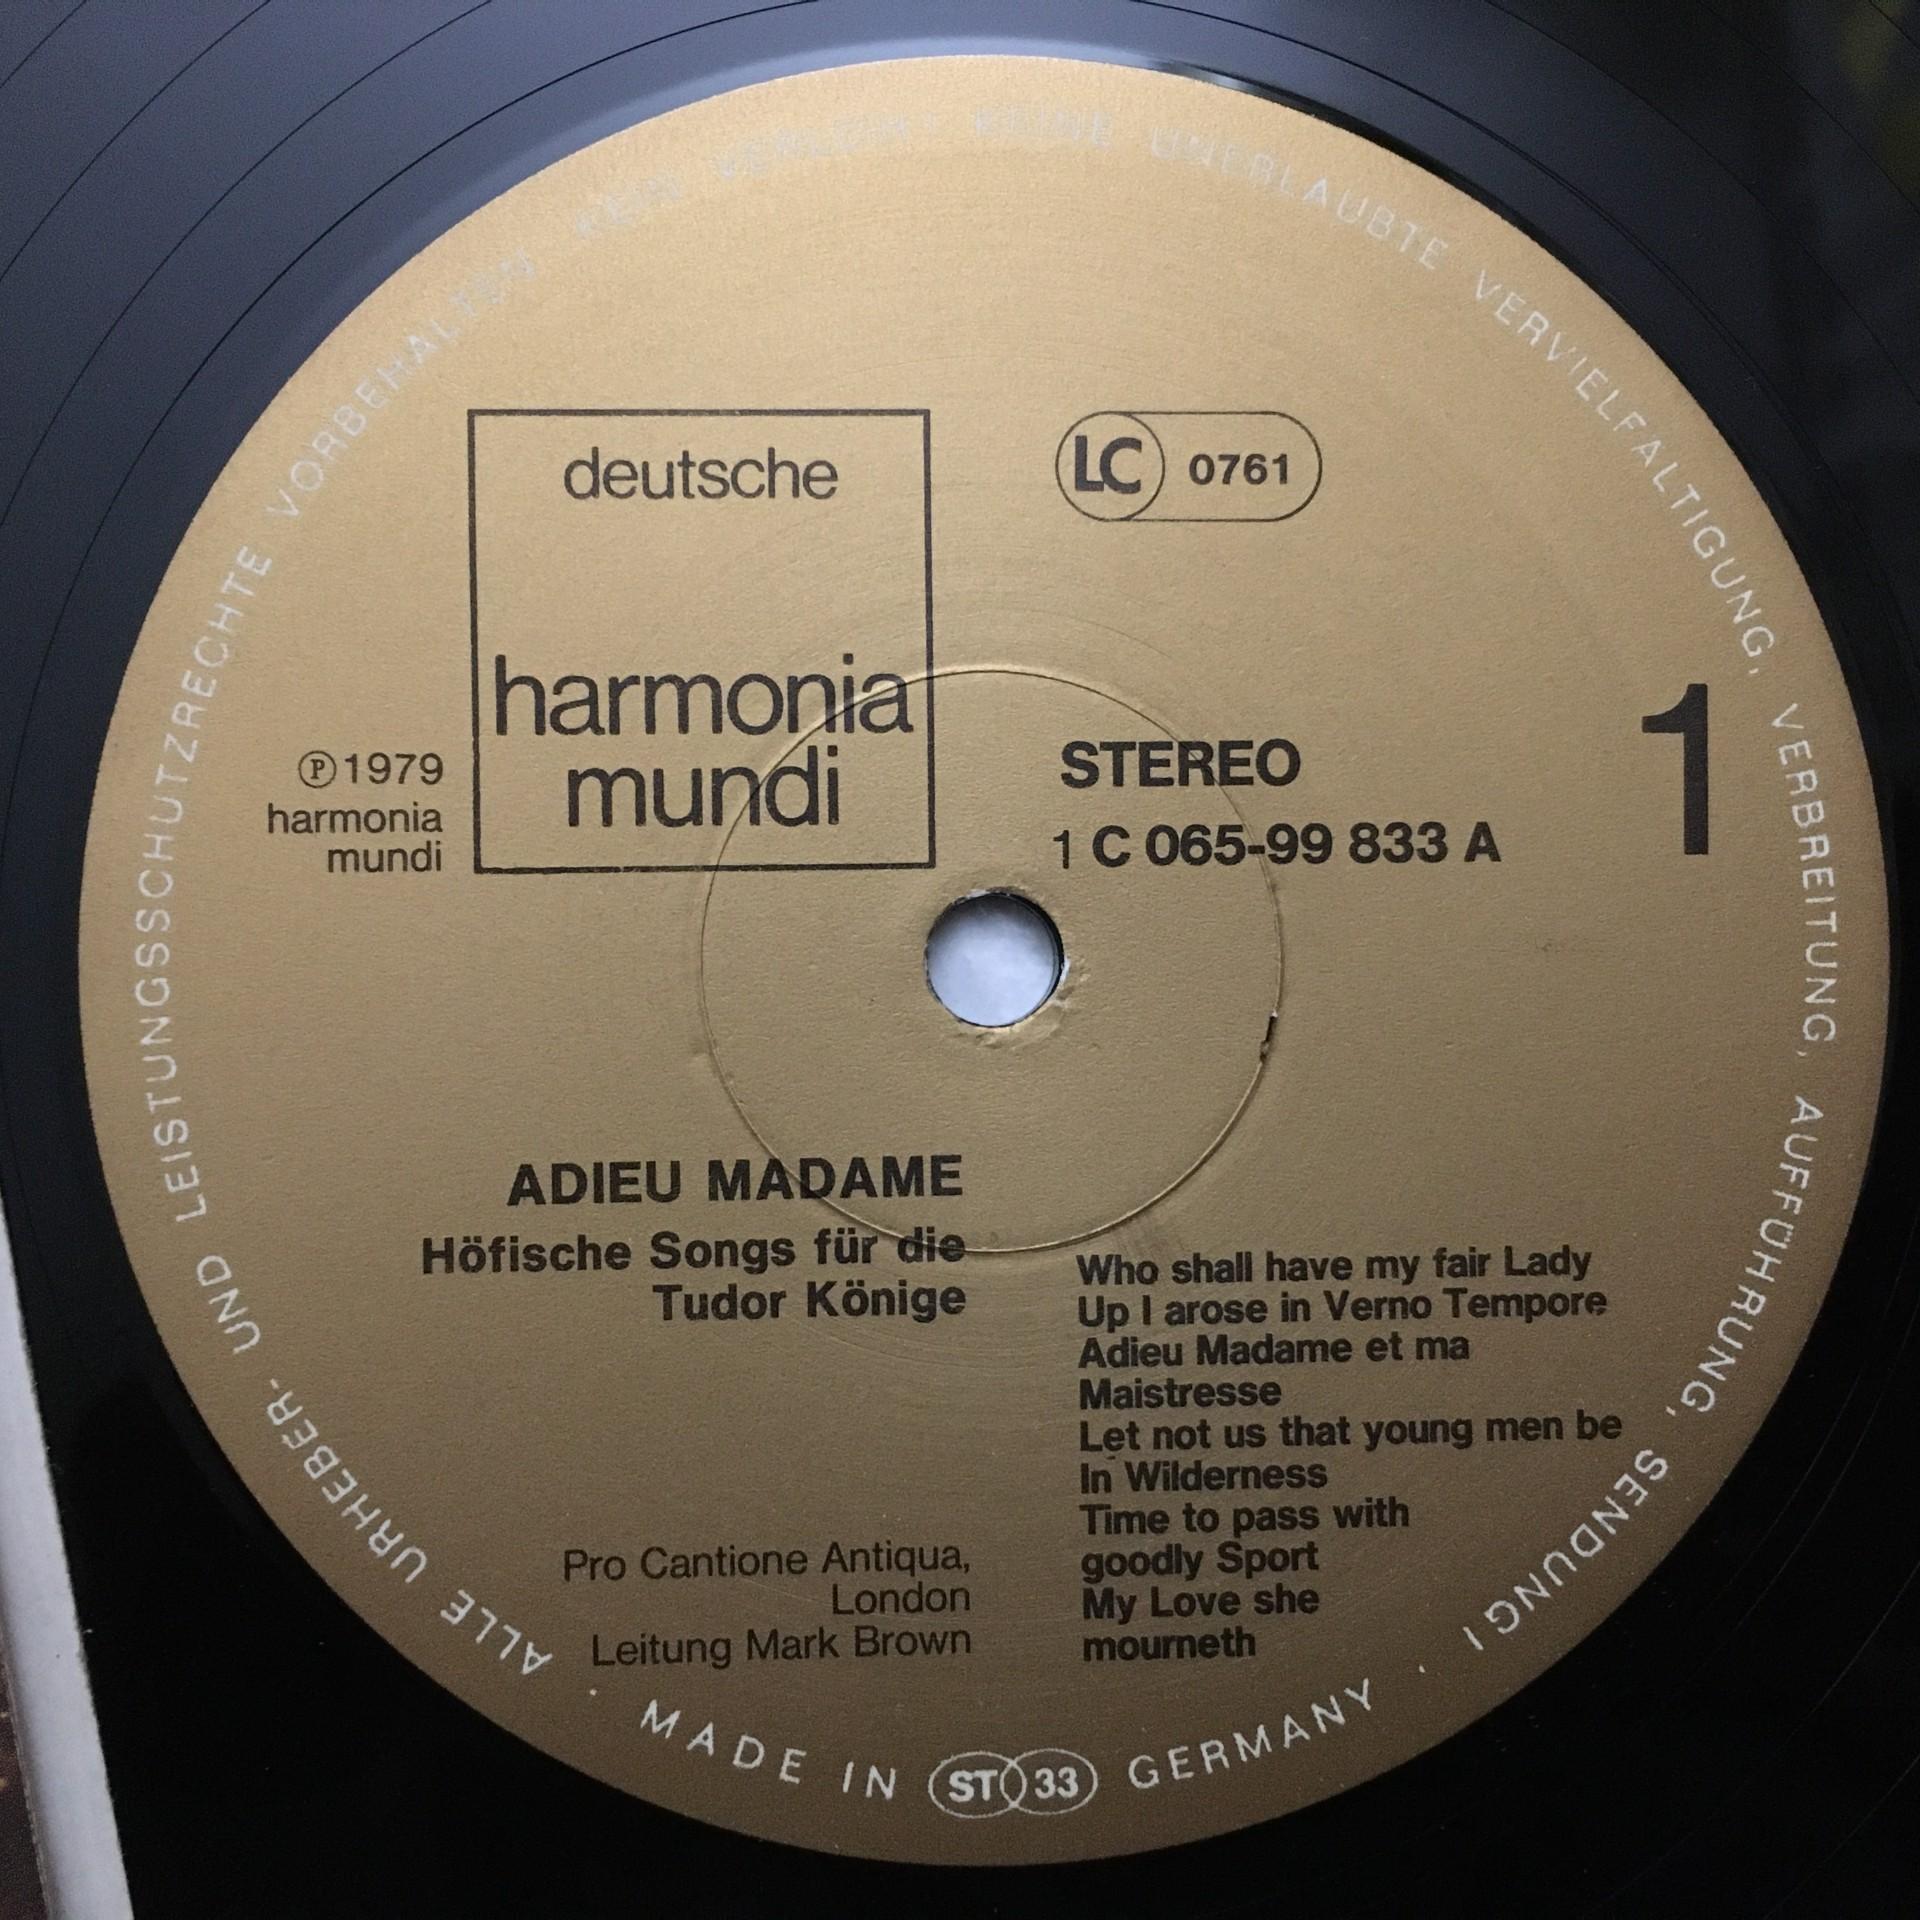 deutsche
harmonia
mundi
LC 0761
Ⓟ1979
harmonia
mundi
STEREO
1 C 065-99 833 A
1
ADIEU MADAME
Höfische Songs für die
Tudor Könige
Pro Cantione Antiqua,
London
Leitung Mark Brown
Who shall have my fair Lady
Up I arose in Verno Tempore
Adieu Madame et ma
Maistresse
Let not us that young men be
In Wilderness
Time to pass with
goodly Sport
My Love she
mourneth
ALLE URHEBER- UND LEISTUNGSSCHUTZRECHTE VORBEHALTEN KEIN VERLEIH! KEINE UNERLAUBTE VERVIELFÄLTIGUNG, VERBREITUNG, AUFFÜHRUNG, SENDUNG!
· MADE IN ST 33 GERMANY ·